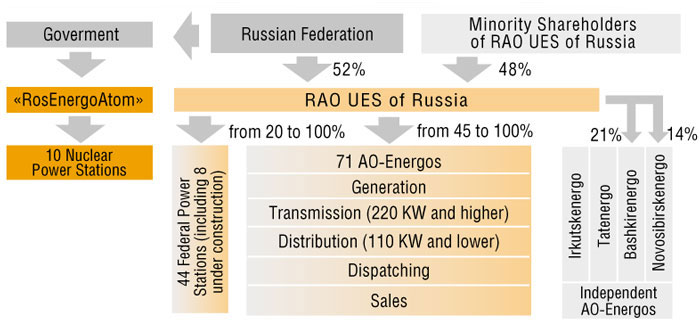 Goverment
Russian Federation
Minority Shareholders
of RAO UES of Russia
52%
48%
«RosEnergoAtom»
RAO UES of Russia
from 20 to 100%
from 45 to 100%
21%
14%
10 Nuclear
Power Stations
44 Federal Power
Stations (including 8
under construction)
71 AO-Energos
Generation
Transmission (220 KW and higher)
Distribution (110 KW and lower)
Dispatching
Sales
Irkutskenergo
Tatenergo
Bashkirenergo
Novosibirskenergo
Independent
AO-Energos